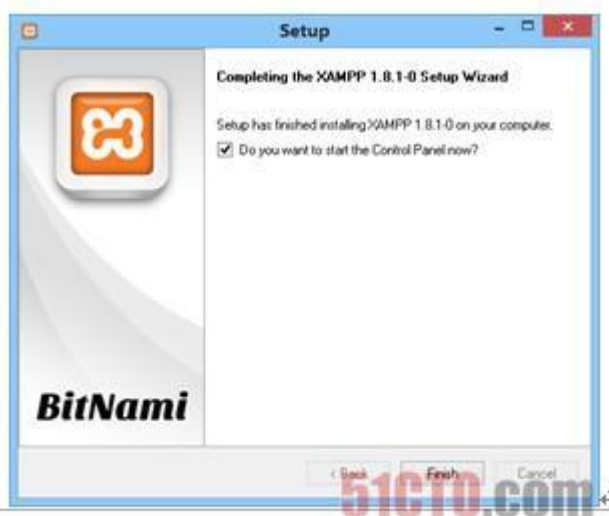 Setup
Completing the XAMPP 1.8.1-0 Setup Wizard
Setup has finished installing XAMPP 1.8.1-0 on your computer.
Do you want to start the Control Panel now?
BitNami
< Back Finish Cancel
51CTO.com